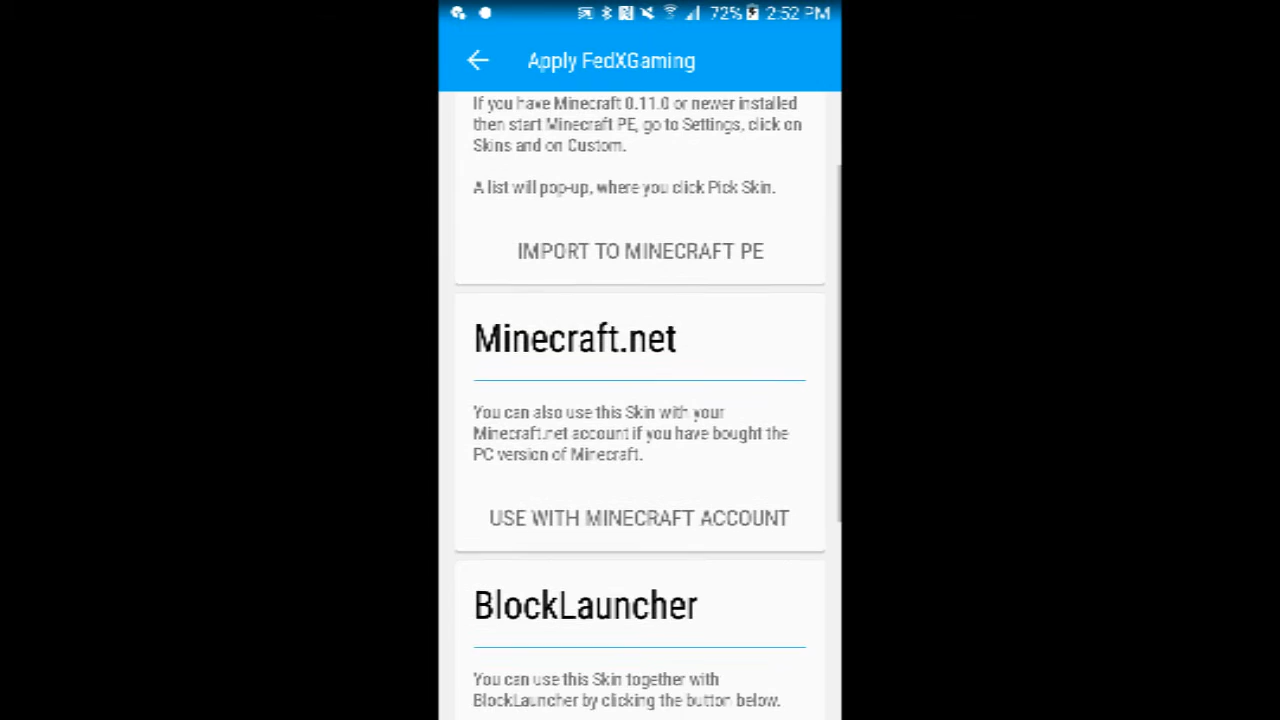 72% 2:52 PM
Apply FedXGaming
If you have Minecraft 0.11.0 or newer installed
then start Minecraft PE, go to Settings, click on
Skins and on Custom.
A list will pop-up, where you click Pick Skin.
IMPORT TO MINECRAFT PE
Minecraft.net
You can also use this Skin with your
Minecraft.net account if you have bought the
PC version of Minecraft.
USE WITH MINECRAFT ACCOUNT
BlockLauncher
You can use this Skin together with
BlockLauncher by clicking the button below.